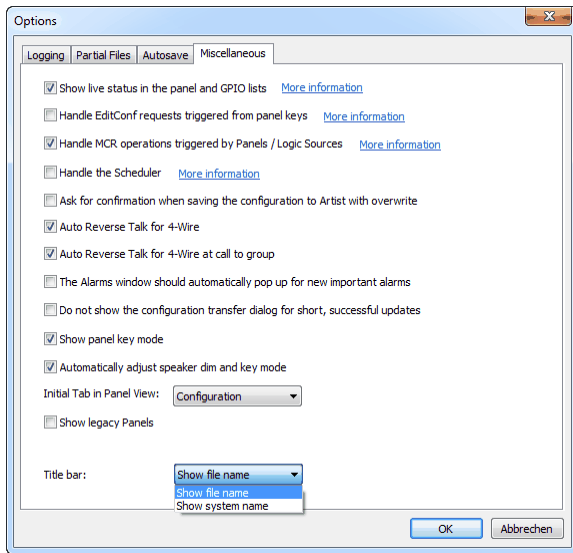 Options
Logging Partial Files Autosave Miscellaneous
Show live status in the panel and GPIO lists More information
Handle EditConf requests triggered from panel keys More information
Handle MCR operations triggered by Panels / Logic Sources More information
Handle the Scheduler More information
Ask for confirmation when saving the configuration to Artist with overwrite
Auto Reverse Talk for 4-Wire
Auto Reverse Talk for 4-Wire at call to group
The Alarms window should automatically pop up for new important alarms
Do not show the configuration transfer dialog for short, successful updates
Show panel key mode
Automatically adjust speaker dim and key mode
Initial Tab in Panel View: Configuration
Show legacy Panels
Title bar: Show file name
Show file name
Show system name
OK Abbrechen